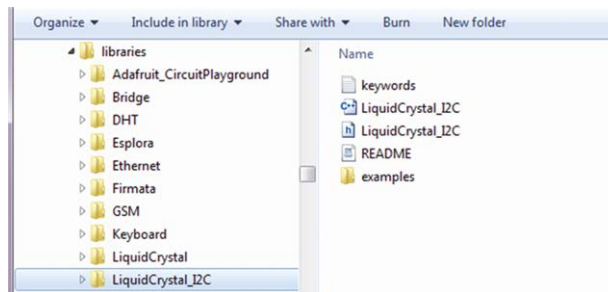 Organize Include in library Share with Burn New folder
libraries
Adafruit_CircuitPlayground
Bridge
DHT
Esplora
Ethernet
Firmata
GSM
Keyboard
LiquidCrystal
LiquidCrystal_I2C
Name
keywords
LiquidCrystal_I2C
LiquidCrystal_I2C
README
examples